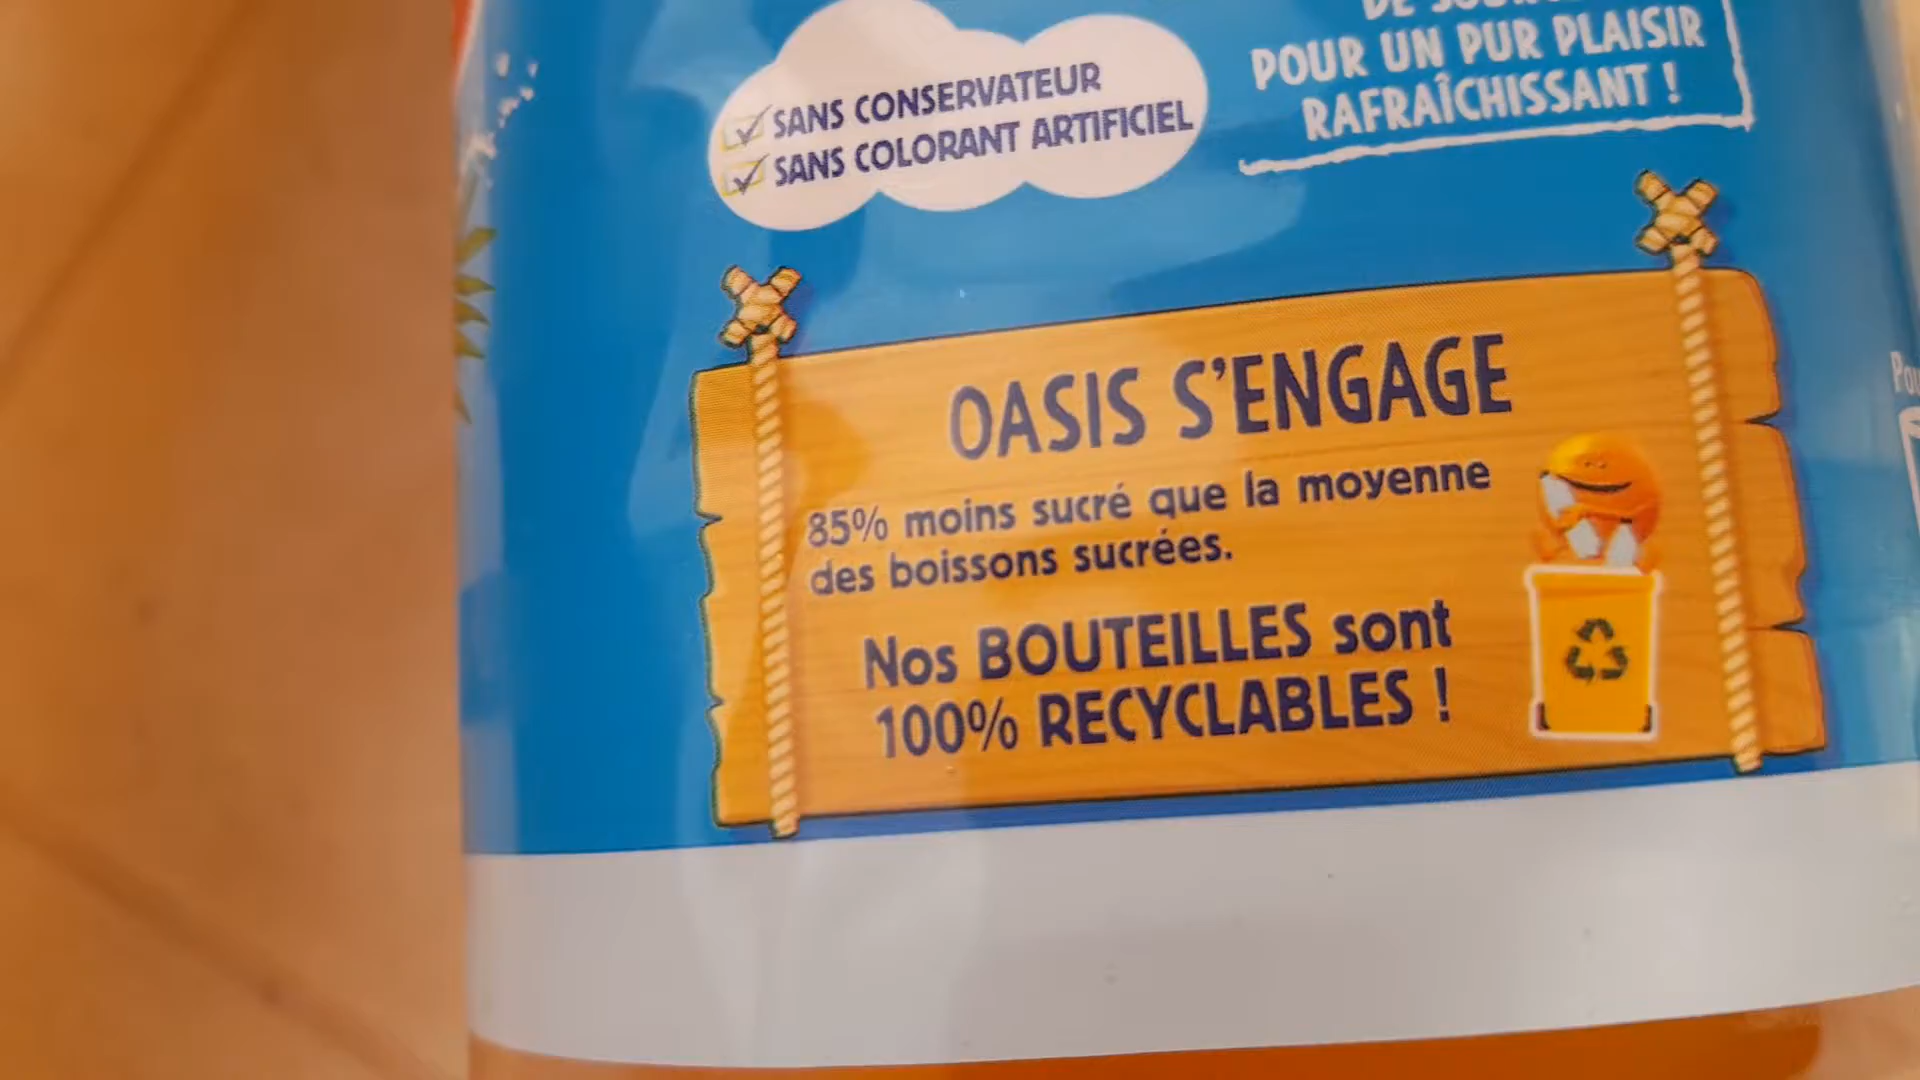 POUR UN PUR PLAISIR
RAFRAÎCHISSANT !
SANS CONSERVATEUR
SANS COLORANT ARTIFICIEL
OASIS S'ENGAGE
85% moins sucré que la moyenne
des boissons sucrées.
Nos BOUTEILLES sont
100% RECYCLABLES !